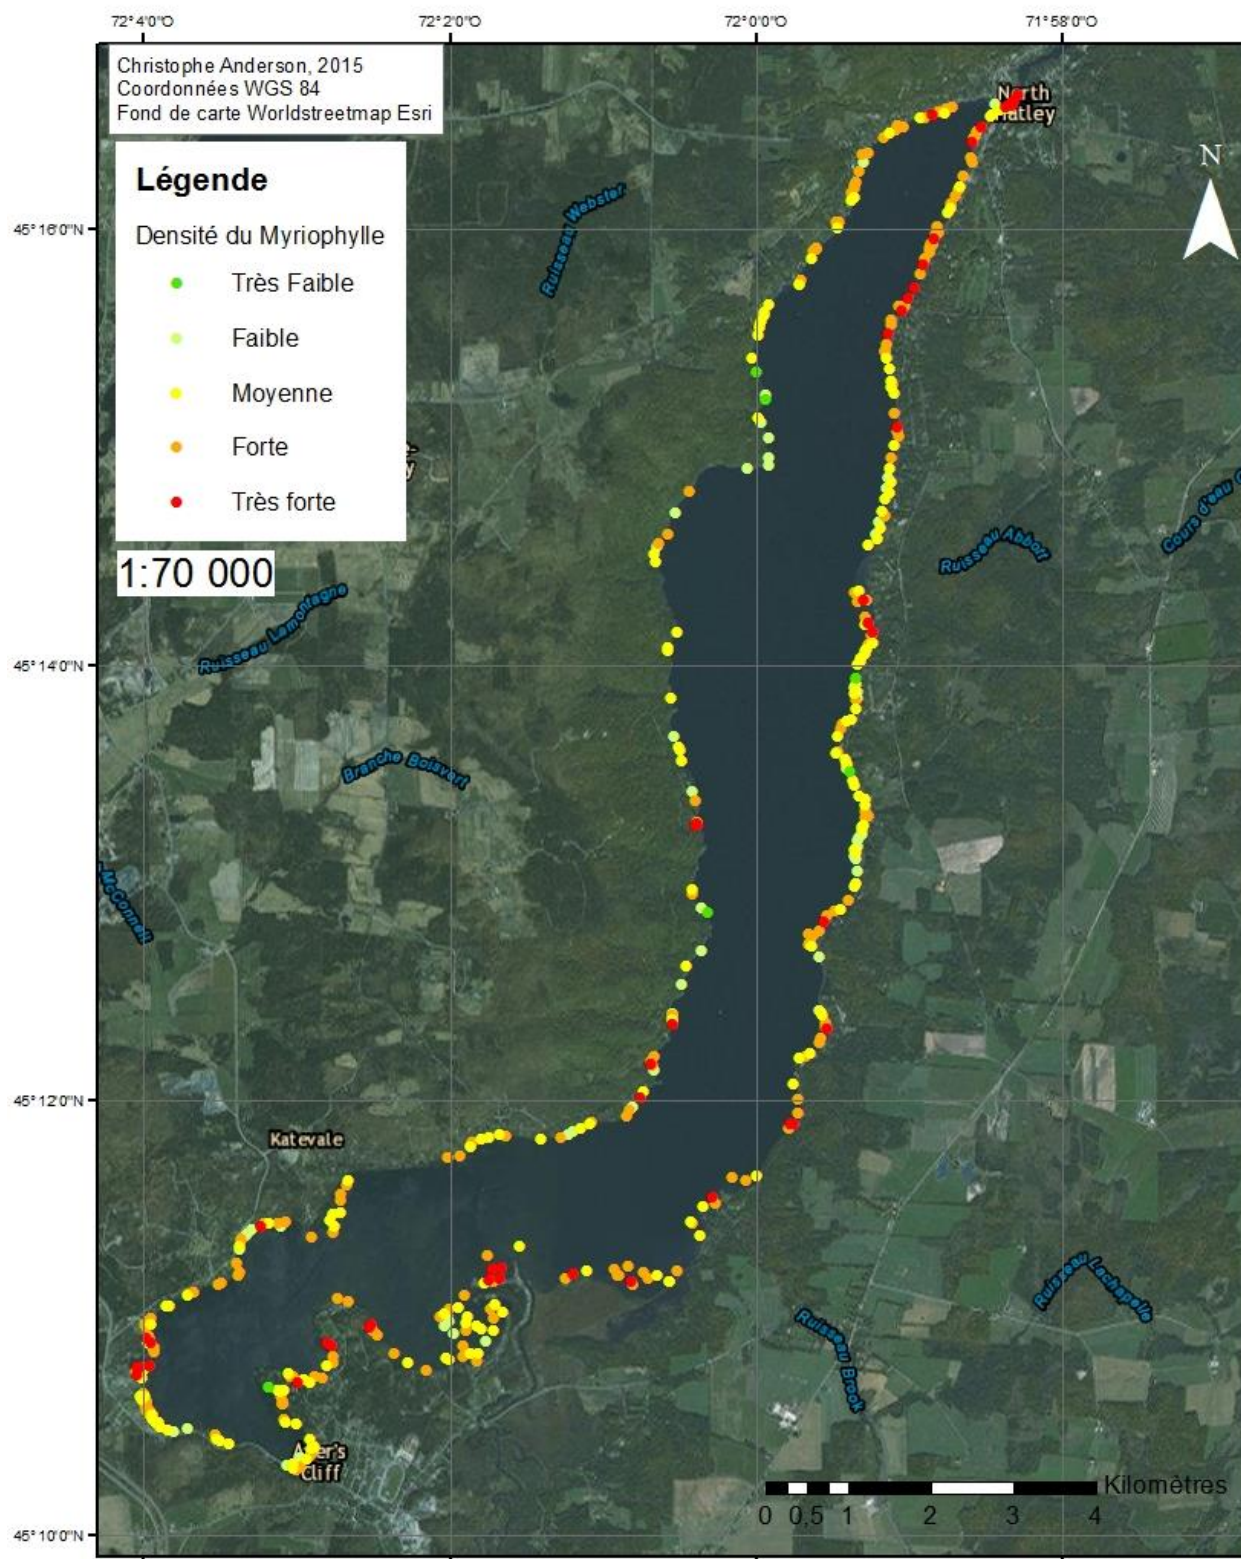 72°4'0"O
72°2'0"O
72°0'0"O
71°58'0"O
Christophe Anderson, 2015
Coordonnées WGS 84
Fond de carte Worldstreetmap Esri
North
Hatley
Légende
Densité du Myriophylle
Très Faible
Faible
Moyenne
Forte
Très forte
1:70 000
N
45°16'0"N
Ruisseau Webster
Ruisseau Abbott
Cours d'eau
Ruisseau Lamontagne
45°14'0"N
Branche Boisvert
McConnell
45°12'0"N
Katevale
Ruisseau Lachapelle
Ruisseau Brook
Ayer's
Cliff
Kilomètres
0 0,5 1 2 3 4
45°10'0"N